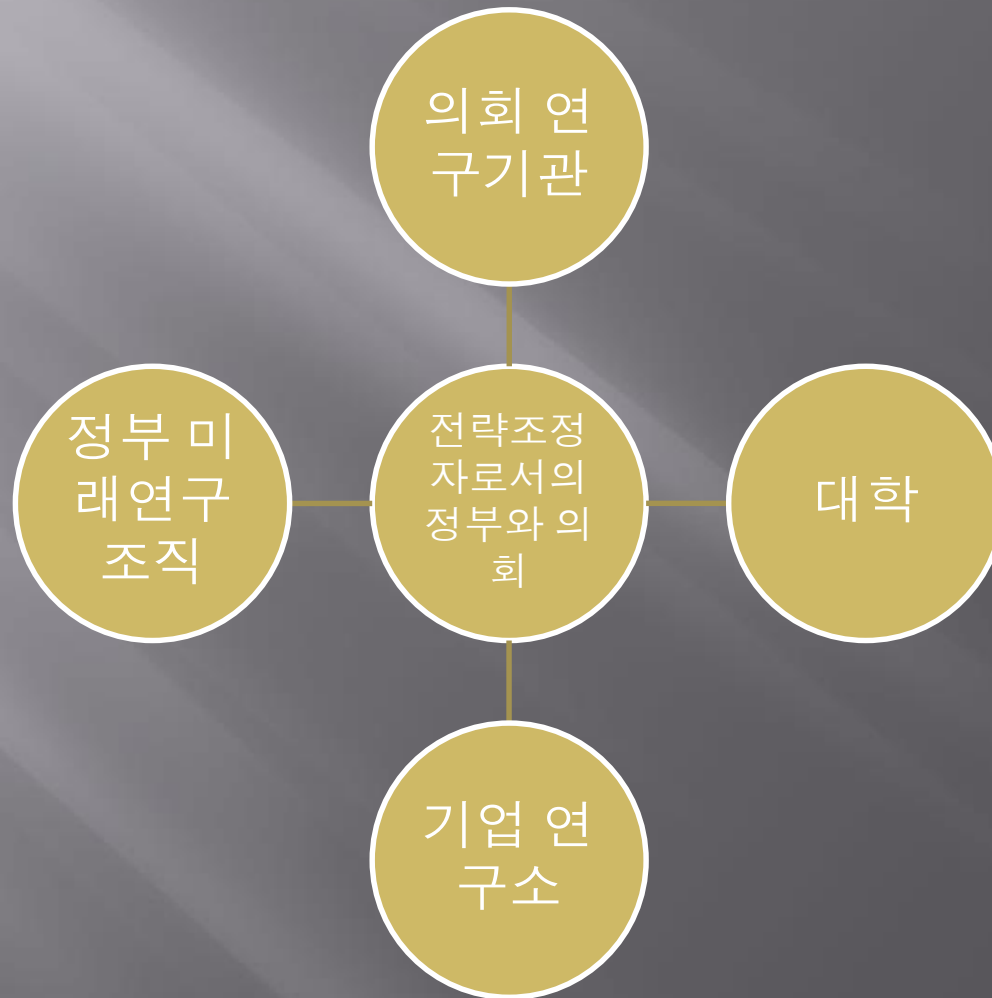 의회 연
구기관
정부 미
래연구
조직
전략조정
자로서의
정부와 의
회
대학
기업 연
구소